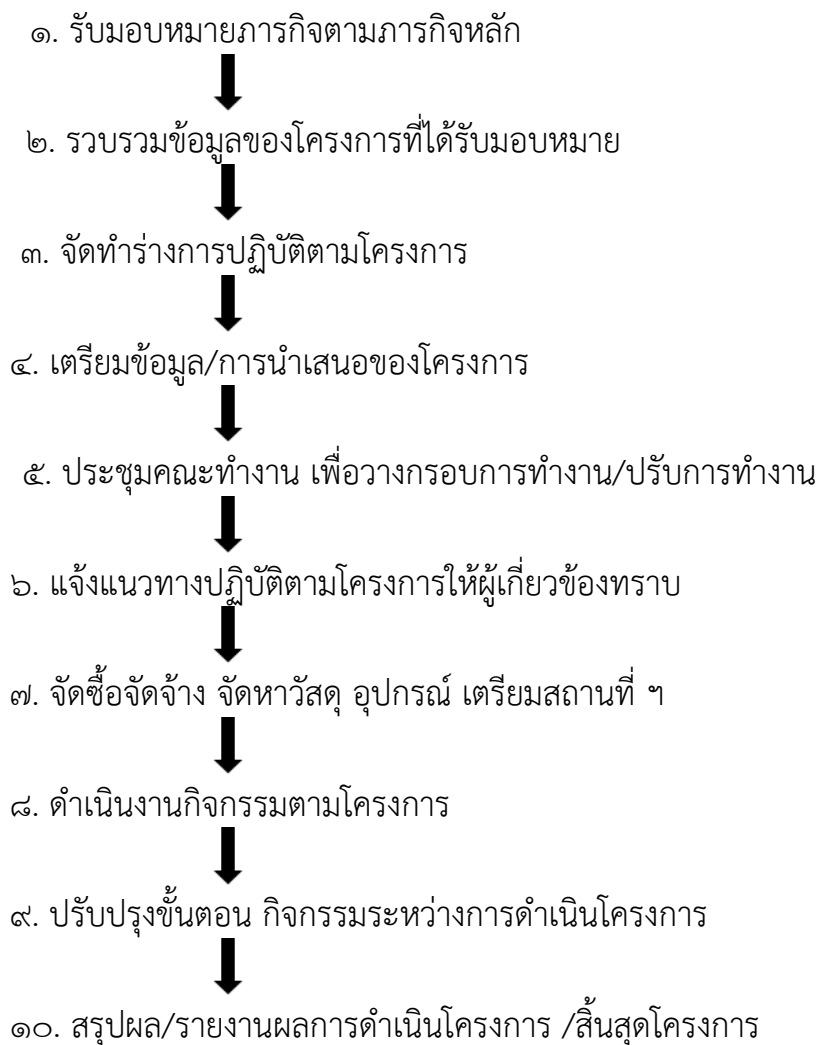 ๑. รับมอบหมายภารกิจตามภารกิจหลัก
๒. รวบรวมข้อมูลของโครงการที่ได้รับมอบหมาย
๓. จัดทำร่างการปฏิบัติตามโครงการ
๔. เตรียมข้อมูล/การนำเสนอของโครงการ
๕. ประชุมคณะทำงาน เพื่อวางกรอบการทำงาน/ปรับการทำงาน
๖. แจ้งแนวทางปฏิบัติตามโครงการให้ผู้เกี่ยวข้องทราบ
๗. จัดซื้อจัดจ้าง จัดหาวัสดุ อุปกรณ์ เตรียมสถานที่ ฯ
๘. ดำเนินงานกิจกรรมตามโครงการ
๙. ปรับปรุงขั้นตอน กิจกรรมระหว่างการดำเนินโครงการ
๑๐. สรุปผล/รายงานผลการดำเนินโครงการ /สิ้นสุดโครงการ